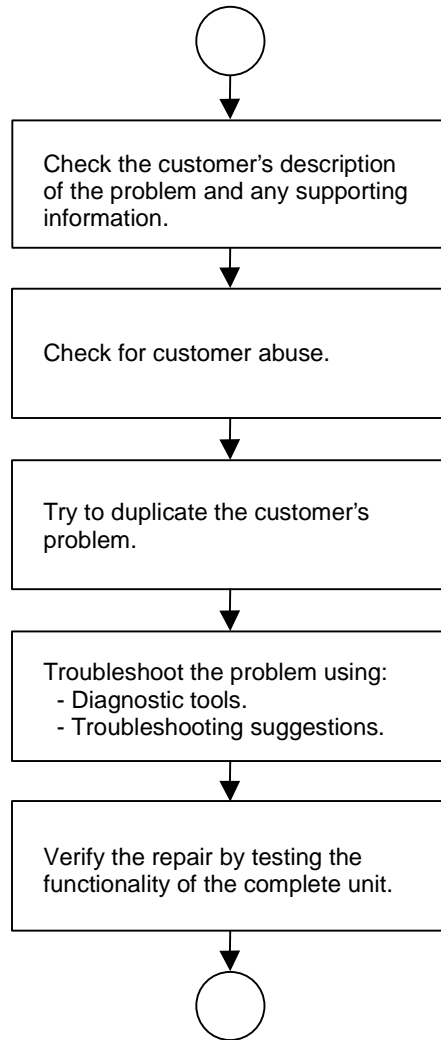 Check the customer’s description
of the problem and any supporting
information.
Check for customer abuse.
Try to duplicate the customer’s
problem.
Troubleshoot the problem using:
- Diagnostic tools.
- Troubleshooting suggestions.
Verify the repair by testing the
functionality of the complete unit.